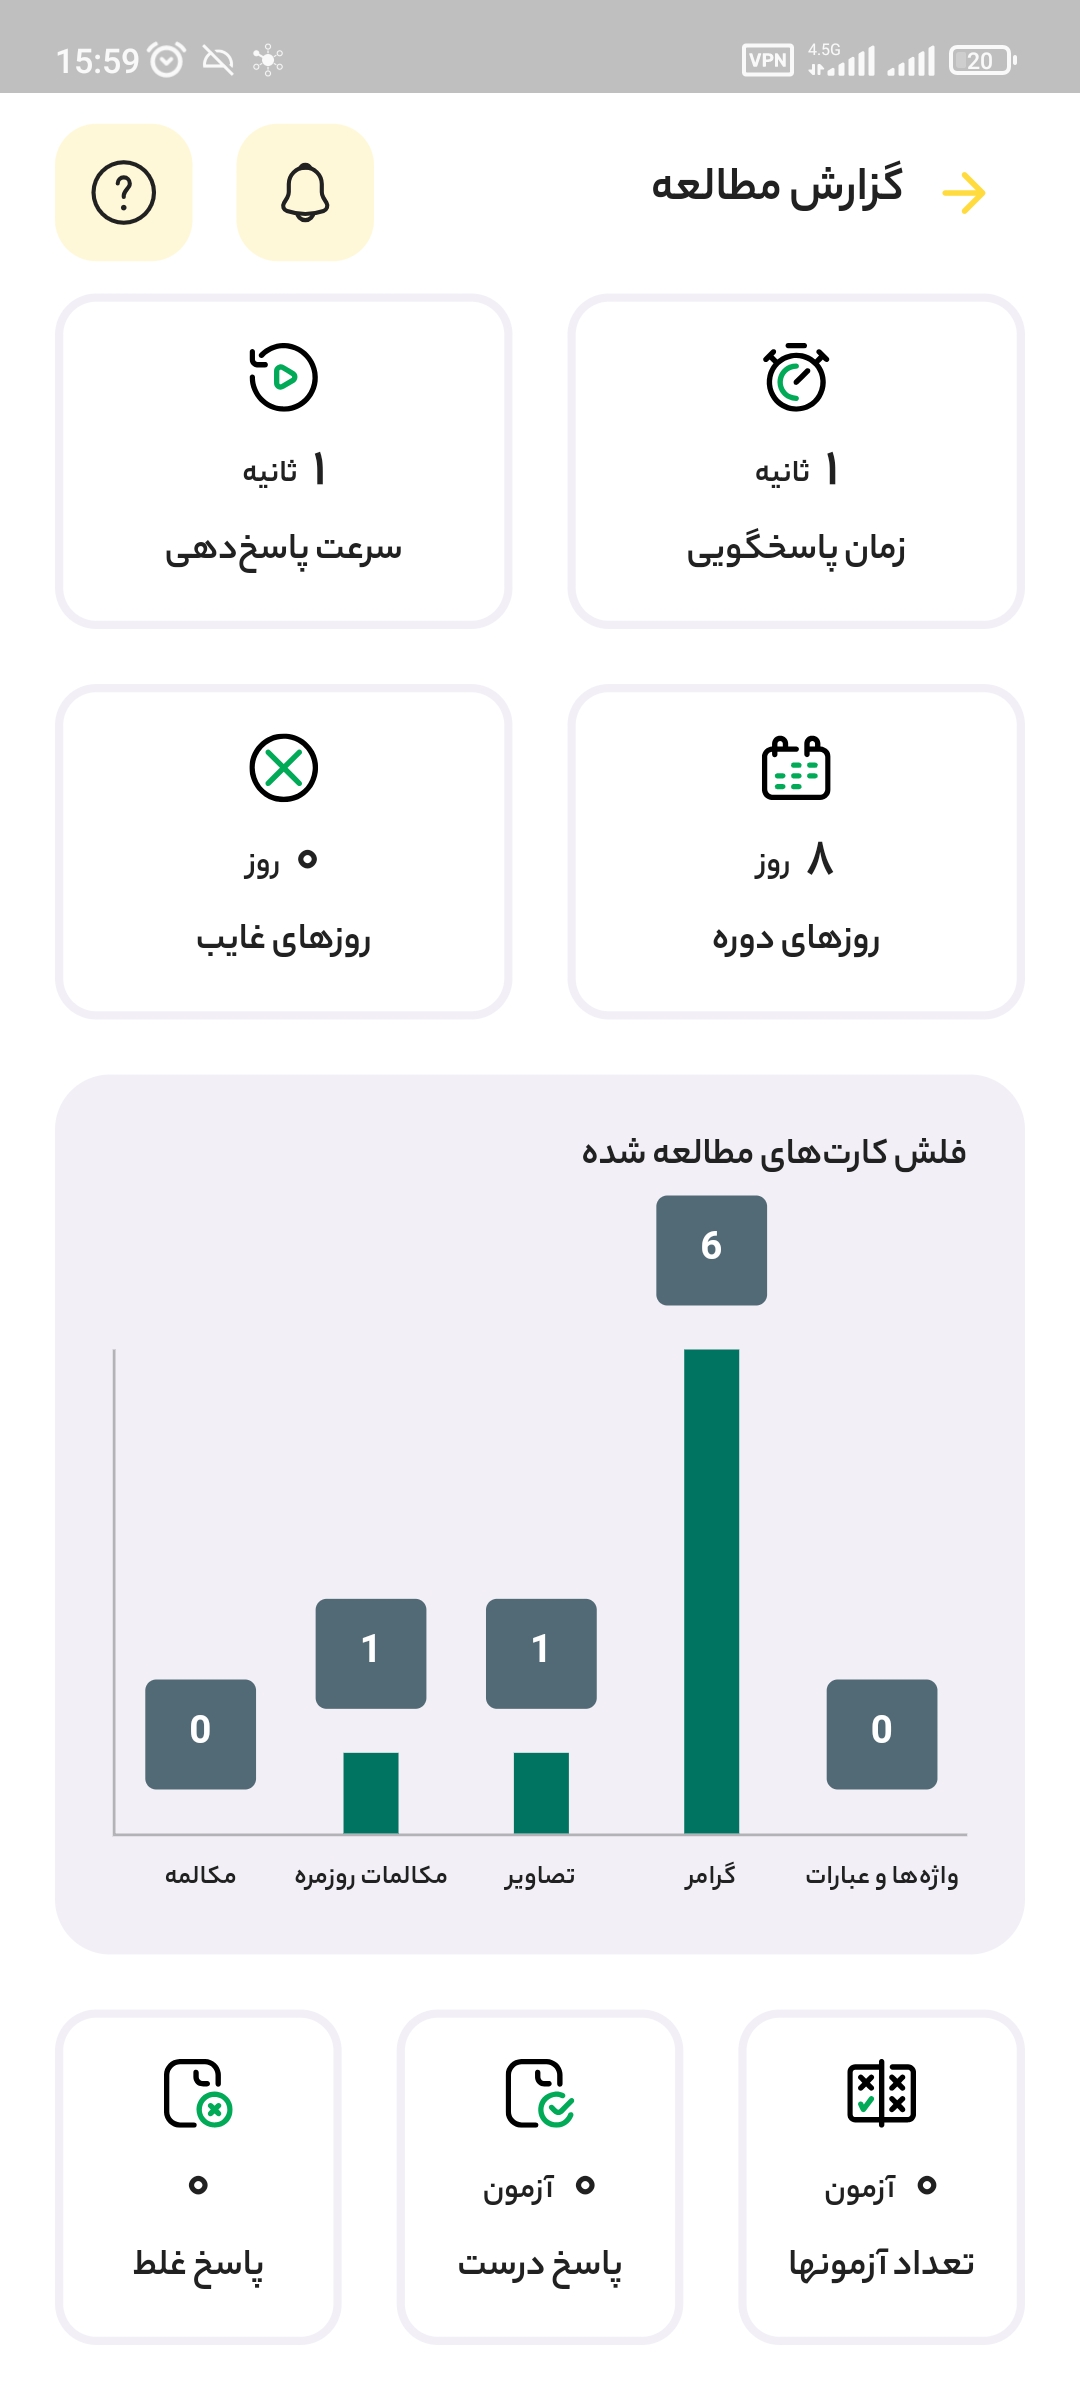 15:59
VPN 4.5G 20
گزارش مطالعه
۱ ثانیه
زمان پاسخگویی
۱ ثانیه
سرعت پاسخ‌دهی
۸ روز
روزهای دوره
۰ روز
روزهای غایب
فلش کارت‌های مطالعه شده
6
1
1
0
0
واژه‌ها و عبارات
گرامر
تصاویر
مکالمات روزمره
مکالمه
۰ آزمون
تعداد آزمونها
۰ آزمون
پاسخ درست
۰
پاسخ غلط